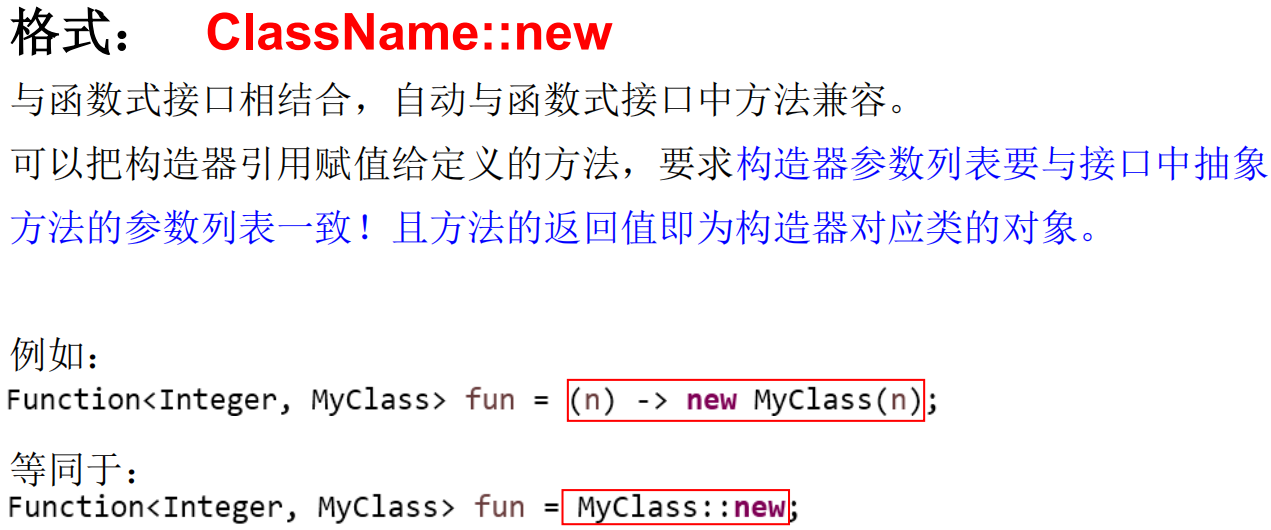 格式： ClassName::new
与函数式接口相结合，自动与函数式接口中方法兼容。
可以把构造器引用赋值给定义的方法，要求构造器参数列表要与接口中抽象
方法的参数列表一致！且方法的返回值即为构造器对应类的对象。
例如：
Function<Integer, MyClass> fun = (n) -> new MyClass(n);
等同于：
Function<Integer, MyClass> fun = MyClass::new;